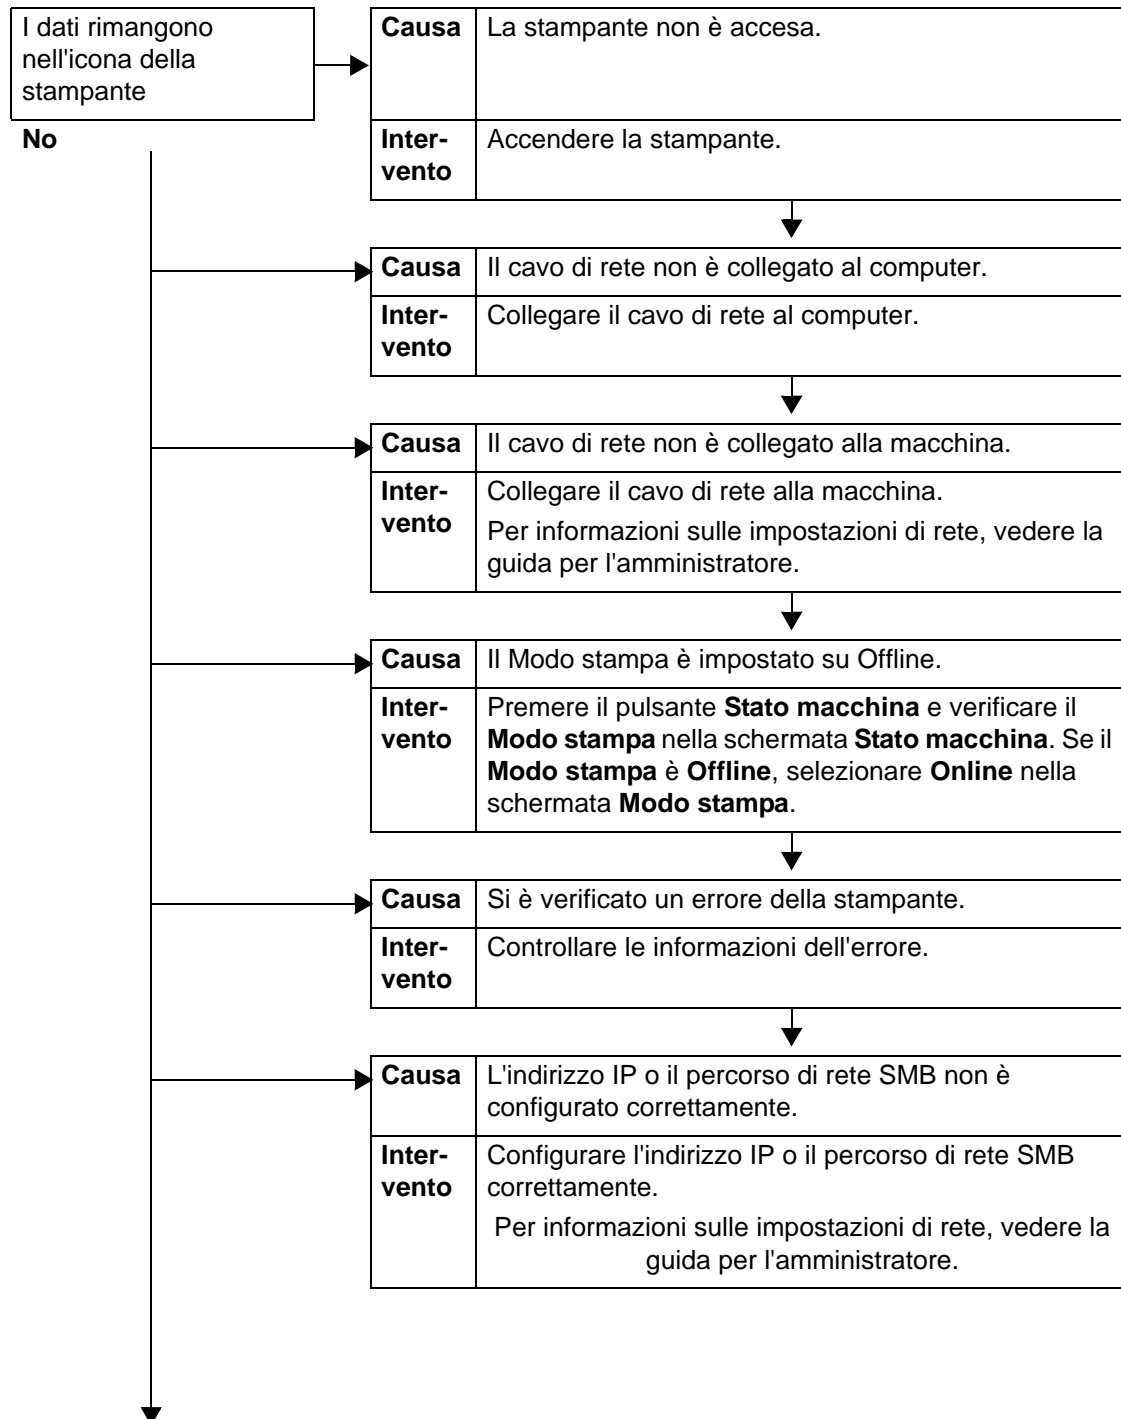 I dati rimangono
nell'icona della
stampante
No
Causa
La stampante non è accesa.
Inter-
vento
Accendere la stampante.
Causa
Il cavo di rete non è collegato al computer.
Inter-
vento
Collegare il cavo di rete al computer.
Causa
Il cavo di rete non è collegato alla macchina.
Inter-
vento
Collegare il cavo di rete alla macchina.
Per informazioni sulle impostazioni di rete, vedere la
guida per l'amministratore.
Causa
Il Modo stampa è impostato su Offline.
Inter-
vento
Premere il pulsante Stato macchina e verificare il
Modo stampa nella schermata Stato macchina. Se il
Modo stampa è Offline, selezionare Online nella
schermata Modo stampa.
Causa
Si è verificato un errore della stampante.
Inter-
vento
Controllare le informazioni dell'errore.
Causa
L'indirizzo IP o il percorso di rete SMB non è
configurato correttamente.
Inter-
vento
Configurare l'indirizzo IP o il percorso di rete SMB
correttamente.
Per informazioni sulle impostazioni di rete, vedere la
guida per l'amministratore.